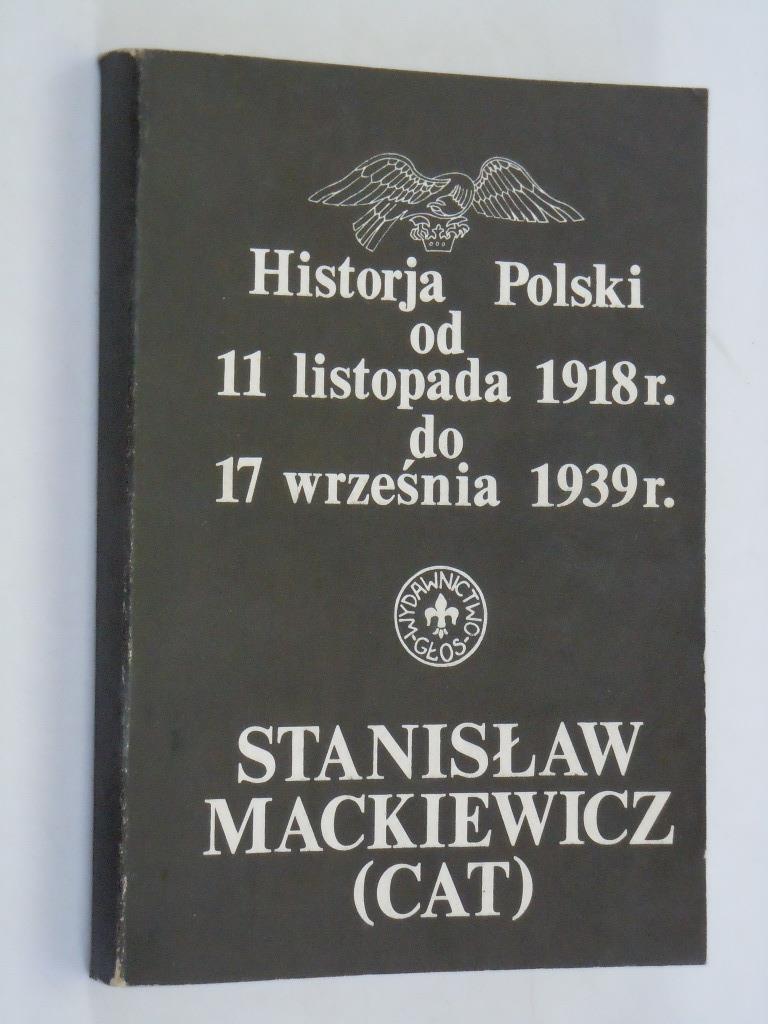 Historja Polski
od
11 listopada 1918 r.
do
17 września 1939 r.
WYDAWNICTWO
-GŁOS-
STANISŁAW
MACKIEWICZ
(CAT)